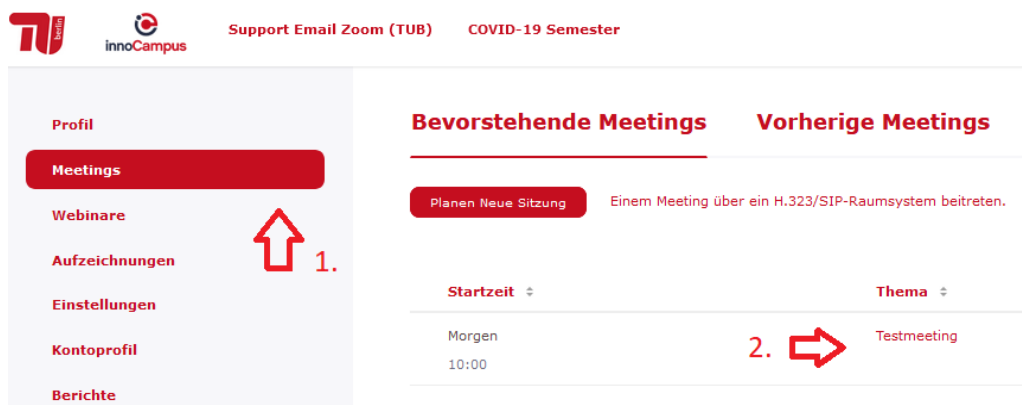 TU berlin innoCampus Support Email Zoom (TUB) COVID-19 Semester
Profil
Meetings
Webinare
Aufzeichnungen
Einstellungen
Kontoprofil
Berichte
1.
Bevorstehende Meetings Vorherige Meetings
Planen Neue Sitzung Einem Meeting über ein H.323/SIP-Raumsystem beitreten.
Startzeit Thema
Morgen 2. Testmeeting
10:00